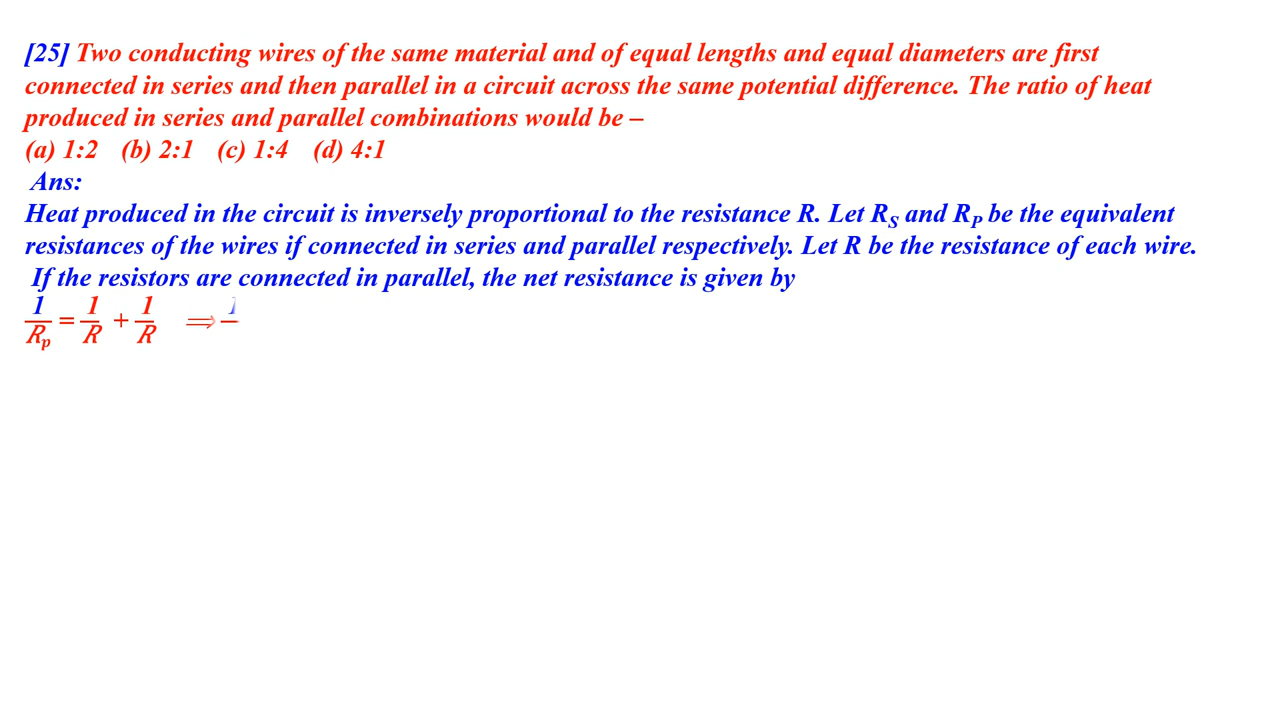 [25] Two conducting wires of the same material and of equal lengths and equal diameters are first
connected in series and then parallel in a circuit across the same potential difference. The ratio of heat
produced in series and parallel combinations would be –
(a) 1:2 (b) 2:1 (c) 1:4 (d) 4:1
Ans:
Heat produced in the circuit is inversely proportional to the resistance R. Let R_S and R_P be the equivalent
resistances of the wires if connected in series and parallel respectively. Let R be the resistance of each wire.
If the resistors are connected in parallel, the net resistance is given by
1/R_p = 1/R + 1/R ⟹